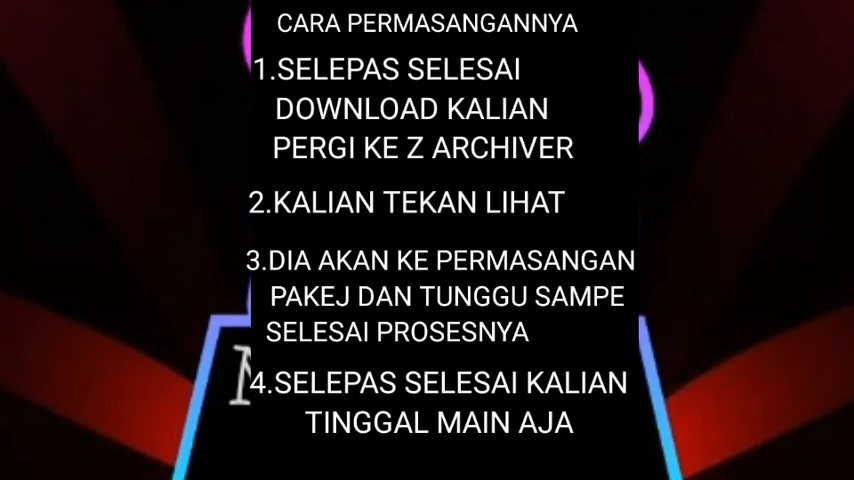 CARA PERMASANGANNYA
1.SELEPAS SELESAI
DOWNLOAD KALIAN
PERGI KE Z ARCHIVER
2.KALIAN TEKAN LIHAT
3.DIA AKAN KE PERMASANGAN
PAKEJ DAN TUNGGU SAMPE
SELESAI PROSESNYA
4.SELEPAS SELESAI KALIAN
TINGGAL MAIN AJA